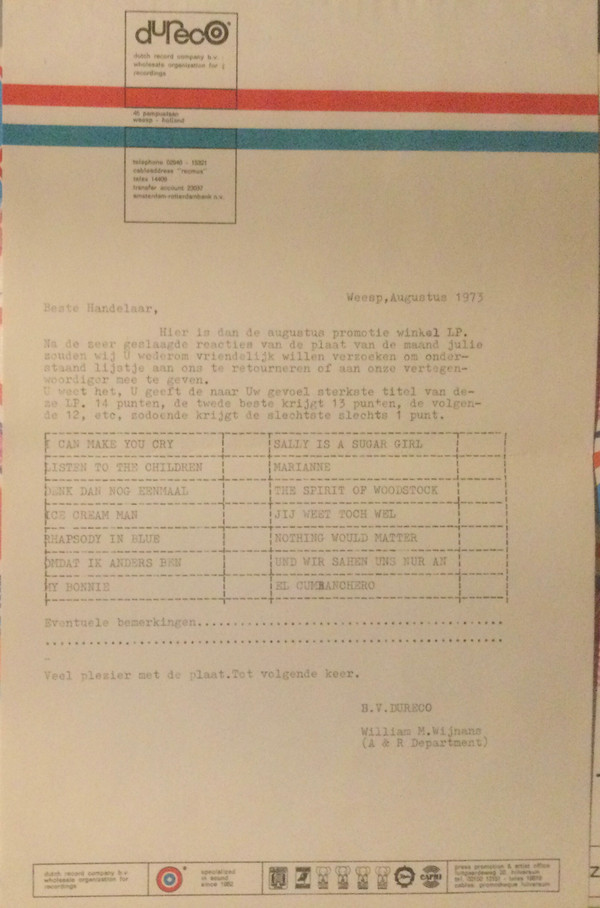 dureco
dutch record company b.v.
wholesale organization for
recordings
weesp - holland
telephone 02940 - 15321
cableaddress "recmus"
telex 14406
transfer account
amsterdam-rotterdambank n.v.
Weesp,Augustus 1973
Beste Handelaar,
Hier is dan de augustus promotie winkel LP.
Na de zeer geslaagde reacties van de plaat van de maand julie
zouden wij U wederom vriendelijk willen verzoeken om onder-
staand lijstje aan ons te retourneren of aan onze vertegen-
woordiger mee te geven.
U weet het, U geeft de naar Uw gevoel sterkste titel van de-
ze LP. 14 punten, de twede beste krijgt 13 punten, de volgen-
de 12, etc, zodoende krijgt de slechtste slechts 1 punt.
I CAN MAKE YOU CRY
SALLY IS A SUGAR GIRL
LISTEN TO THE CHILDREN
MARIANNE
DENK DAN NOG EENMAAL
THE SPIRIT OF WOODSTOCK
ICE CREAM MAN
JIJ WEET TOCH WEL
RHAPSODY IN BLUE
NOTHING WOULD MATTER
OMDAT IK ANDERS BEN
UND WIR SAHEN UNS NUR AN
MY BONNIE
EL CUMBANCHERO
Eventuele bemerkingen........................................
.............................................................
Veel plezier met de plaat.Tot volgende keer.
B.V.DURECO
William M.Wijnans
(A & R Department)
dutch record company b.v.
wholesale organization for
recordings
specialized
in sound
since 1952
CAPRI
press promotion & artist office